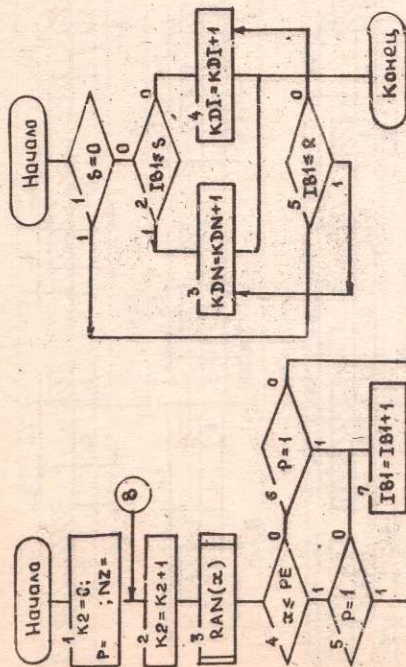 Начало
1
K2=0;
P= ; NZ=
8
2
K2=K2+1
3
RAN(x)
4
x≤PE
0
1
6
P=1
0
1
5
P=1
0
1
7
IB1=IB1+1
Начало
1
S=0
1
0
2
IB1≤S
1
0
3
KDN=KDN+1
4
KDI=KDI+1
5
IB1≤R
0
1
Конец